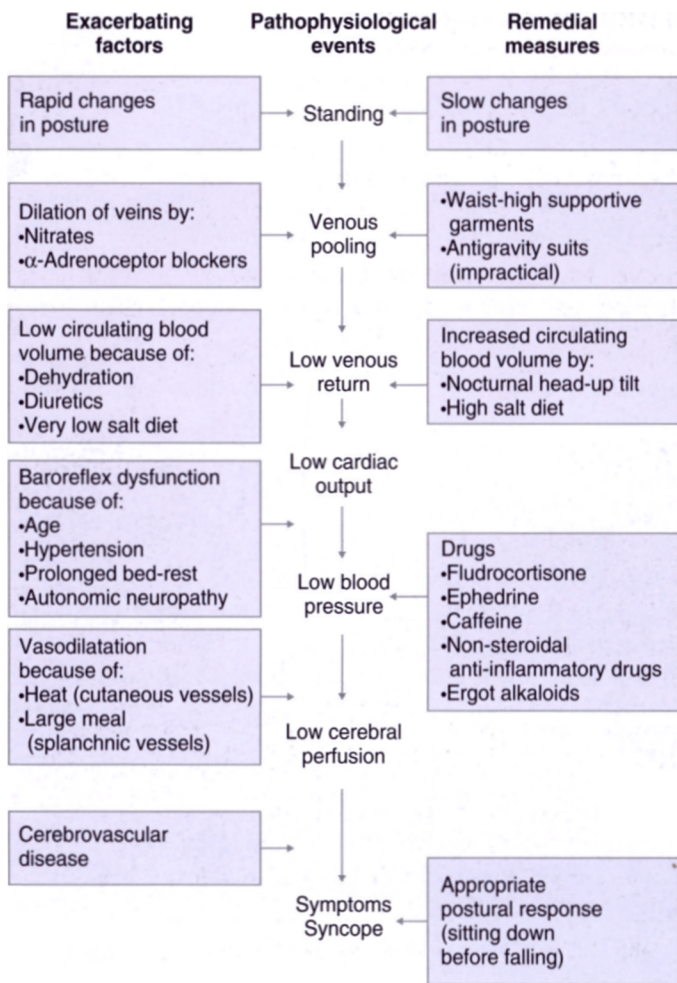 Exacerbating
factors
Pathophysiological
events
Remedial
measures
Rapid changes
in posture
Standing
Slow changes
in posture
Dilation of veins by:
•Nitrates
•α-Adrenoceptor blockers
Venous
pooling
•Waist-high supportive
garments
•Antigravity suits
(impractical)
Low circulating blood
volume because of:
•Dehydration
•Diuretics
•Very low salt diet
Low venous
return
Increased circulating
blood volume by:
•Nocturnal head-up tilt
•High salt diet
Low cardiac
output
Baroreflex dysfunction
because of:
•Age
•Hypertension
•Prolonged bed-rest
•Autonomic neuropathy
Low blood
pressure
Drugs
•Fludrocortisone
•Ephedrine
•Caffeine
•Non-steroidal
anti-inflammatory drugs
•Ergot alkaloids
Vasodilatation
because of:
•Heat (cutaneous vessels)
•Large meal
(splanchnic vessels)
Low cerebral
perfusion
Cerebrovascular
disease
Symptoms
Syncope
Appropriate
postural response
(sitting down
before falling)